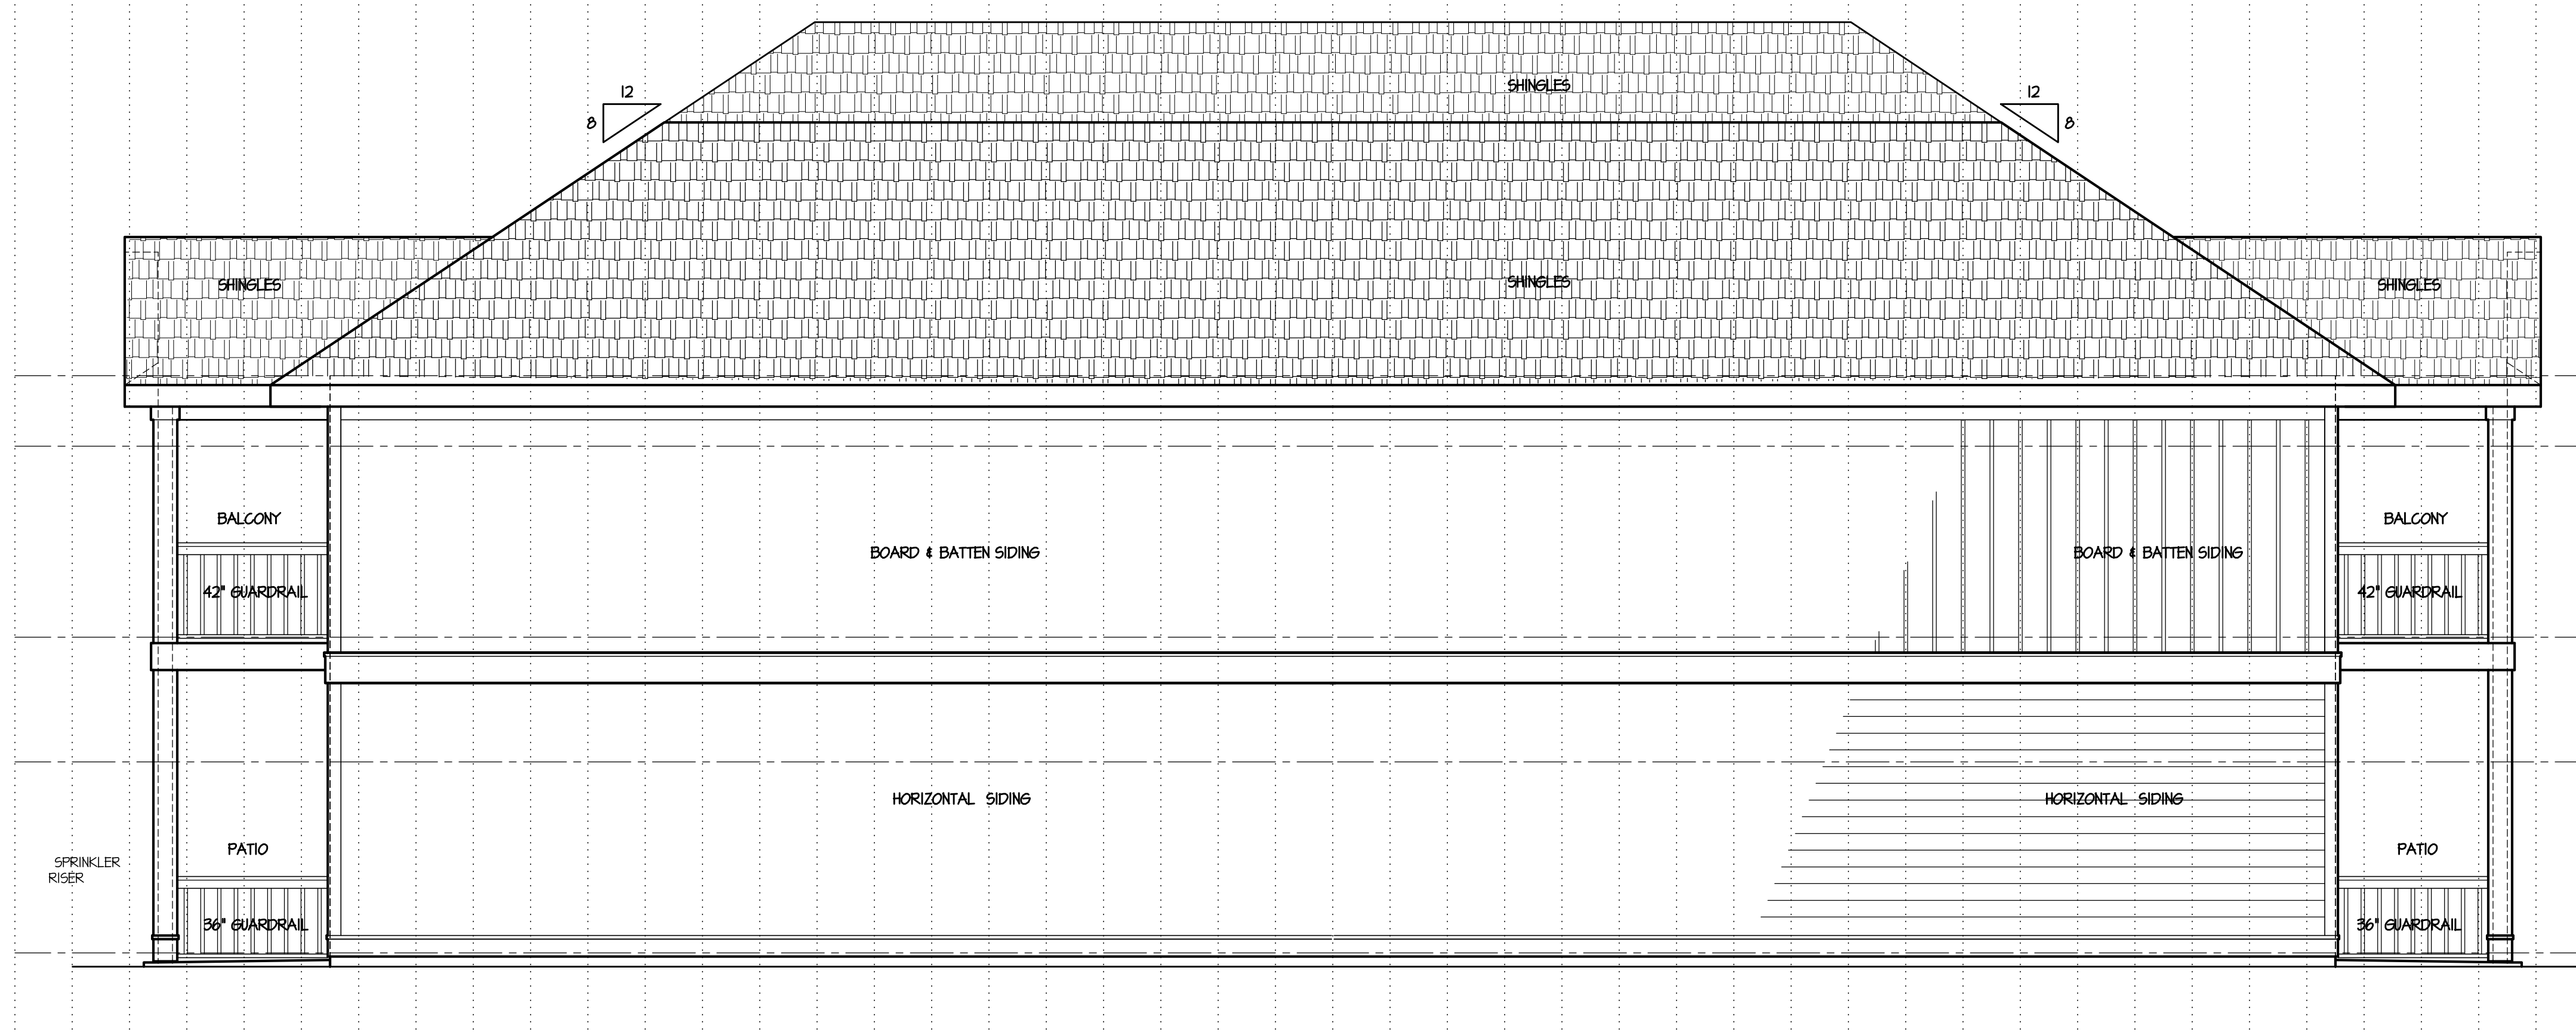 SHINGLES
12
8
12
8
SHINGLES
SHINGLES
SHINGLES
BALCONY
BALCONY
BOARD & BATTEN SIDING
BOARD & BATTEN SIDING
42" GUARDRAIL
42" GUARDRAIL
HORIZONTAL SIDING
HORIZONTAL SIDING
PATIO
PATIO
SPRINKLER
RISER
36" GUARDRAIL
36" GUARDRAIL